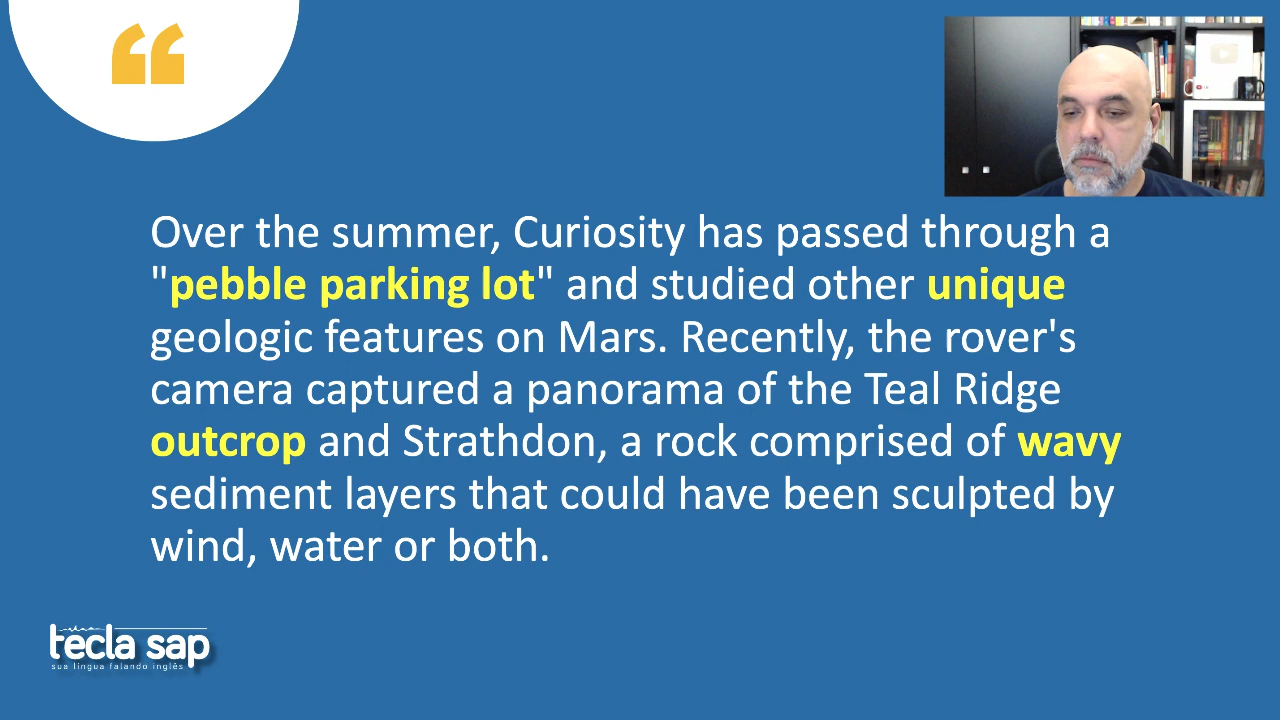 Over the summer, Curiosity has passed through a
"pebble parking lot" and studied other unique
geologic features on Mars. Recently, the rover's
camera captured a panorama of the Teal Ridge
outcrop and Strathdon, a rock comprised of wavy
sediment layers that could have been sculpted by
wind, water or both.
tecla sap
sua língua falando inglês